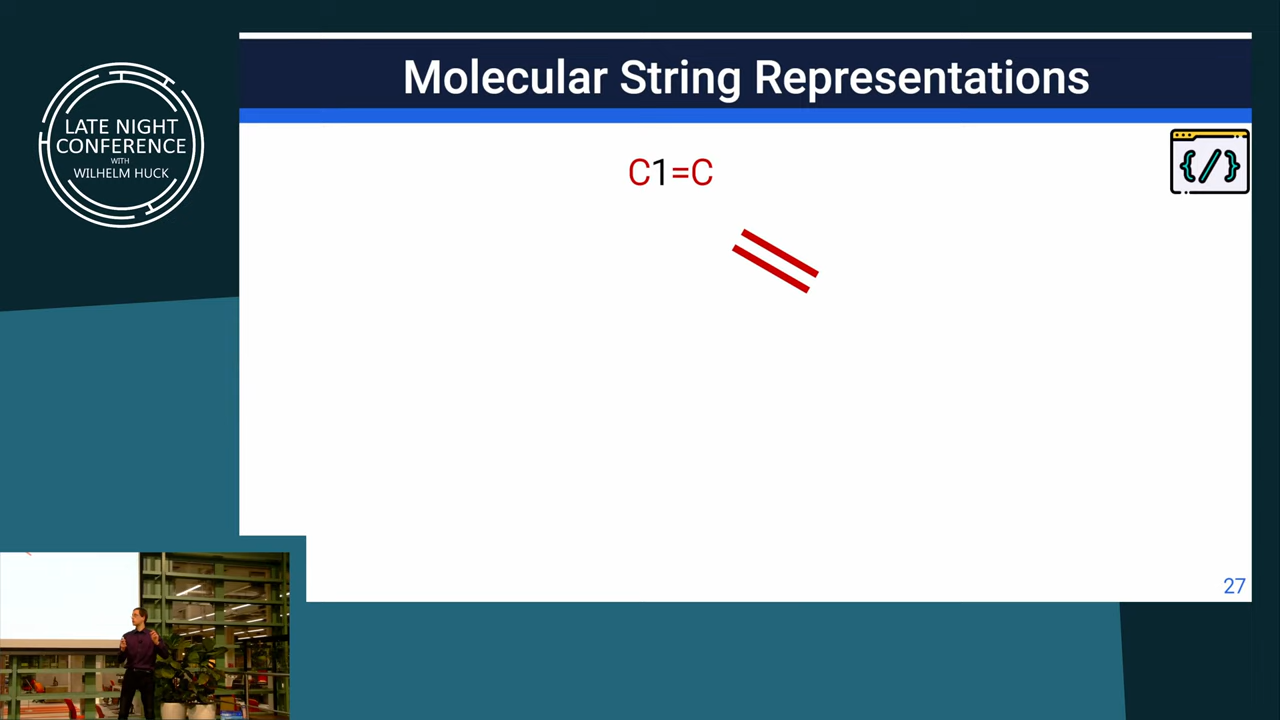 LATE NIGHT
CONFERENCE
WITH
WILHELM HUCK
Molecular String Representations
{/}
C1=C
27